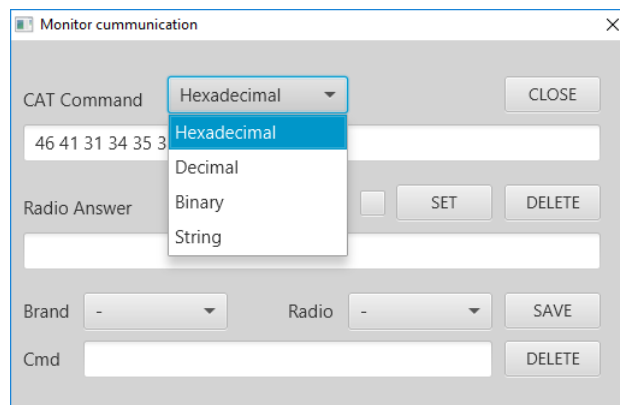 Monitor cummunication
CAT Command Hexadecimal CLOSE
46 41 31 34 35 3
Hexadecimal
Decimal
Binary
String
Radio Answer SET DELETE
Brand - Radio - SAVE
Cmd DELETE